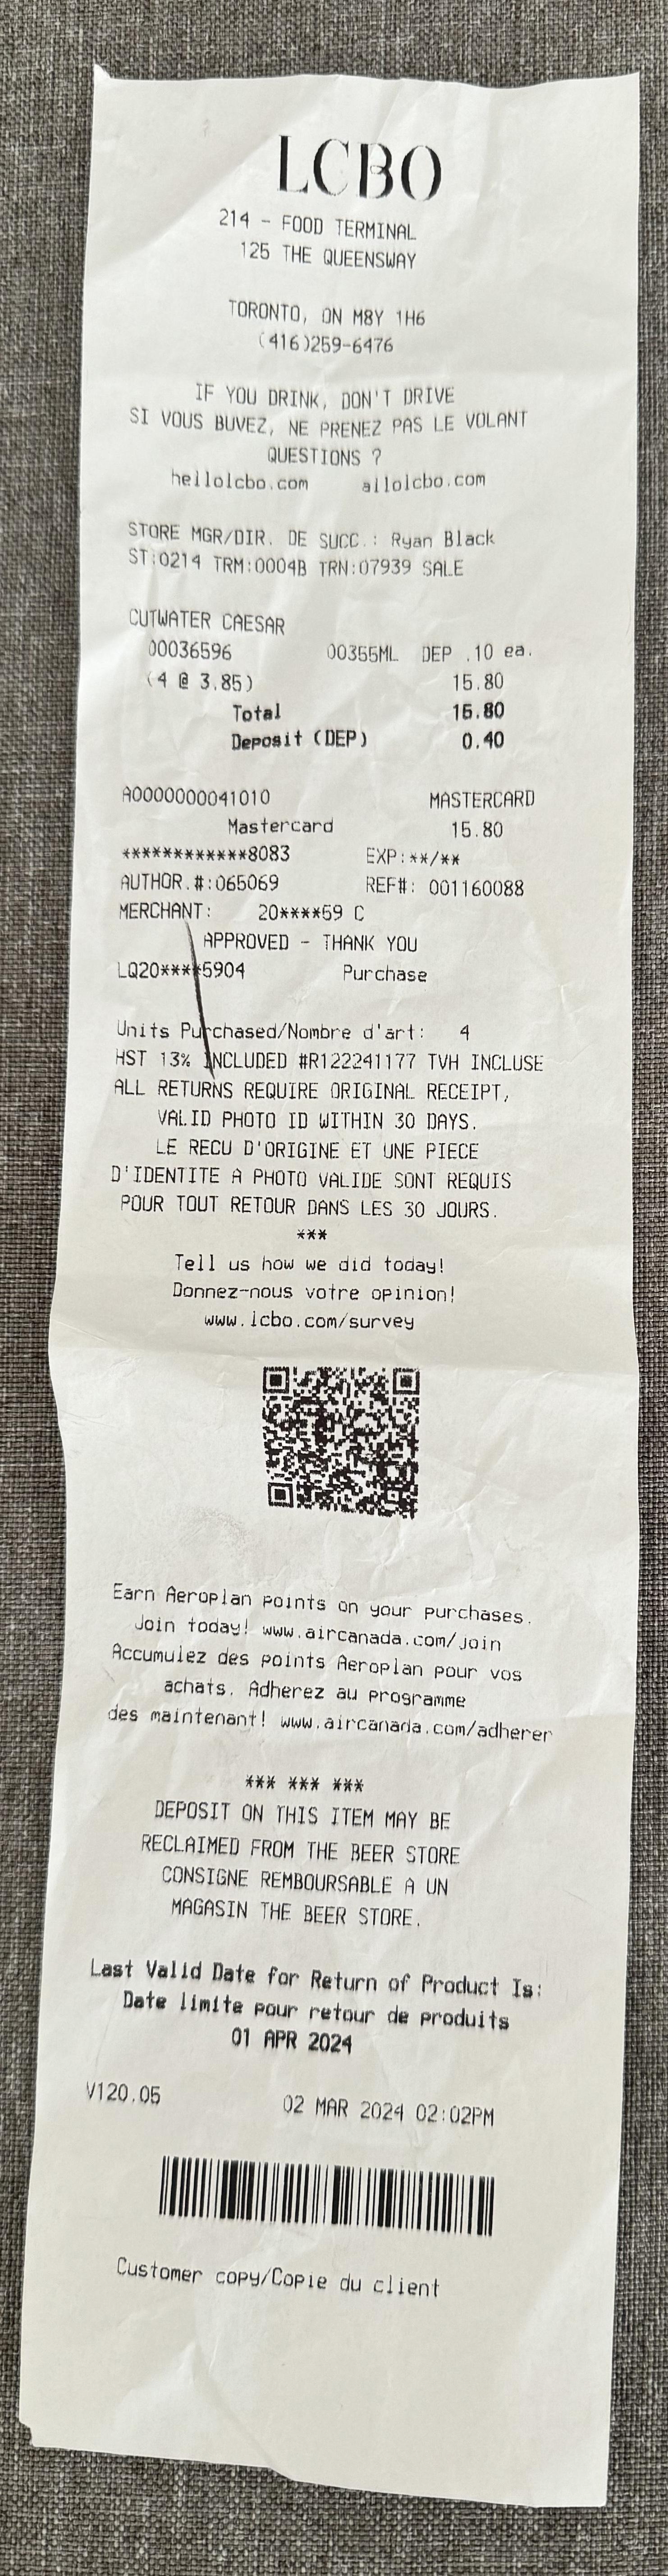 LCBO
214 - FOOD TERMINAL
125 THE QUEENSWAY
TORONTO, ON M8Y 1H6
(416)259-6476
IF YOU DRINK, DON'T DRIVE
SI VOUS BUVEZ, NE PRENEZ PAS LE VOLANT
QUESTIONS ?
hellolcbo.com allolcbo.com
STORE MGR/DIR. DE SUCC.: Ryan Black
ST:0214 TRM:0004B TRN:07939 SALE
CUTWATER CAESAR
00036596 00355ML DEP .10 ea.
(4 @ 3.85) 15.80
Total 15.80
Deposit (DEP) 0.40
A0000000041010 MASTERCARD
Mastercard 15.80
************8083 EXP:**/**
AUTHOR.#:065069 REF#: 001160088
MERCHANT: 20****59 C
APPROVED - THANK YOU
LQ20****5904 Purchase
Units Purchased/Nombre d'art: 4
HST 13% INCLUDED #R122241177 TVH INCLUSE
ALL RETURNS REQUIRE ORIGINAL RECEIPT,
VALID PHOTO ID WITHIN 30 DAYS.
LE RECU D'ORIGINE ET UNE PIECE
D'IDENTITE A PHOTO VALIDE SONT REQUIS
POUR TOUT RETOUR DANS LES 30 JOURS.
***
Tell us how we did today!
Donnez-nous votre opinion!
www.lcbo.com/survey
Earn Aeroplan points on your purchases.
Join today! www.aircanada.com/join
Accumulez des points Aeroplan pour vos
achats. Adherez au programme
des maintenant! www.aircanada.com/adherer
*** *** ***
DEPOSIT ON THIS ITEM MAY BE
RECLAIMED FROM THE BEER STORE
CONSIGNE REMBOURSABLE A UN
MAGASIN THE BEER STORE.
Last Valid Date for Return of Product Is:
Date limite pour retour de produits
01 APR 2024
V120.05 02 MAR 2024 02:02PM
Customer copy/Copie du client